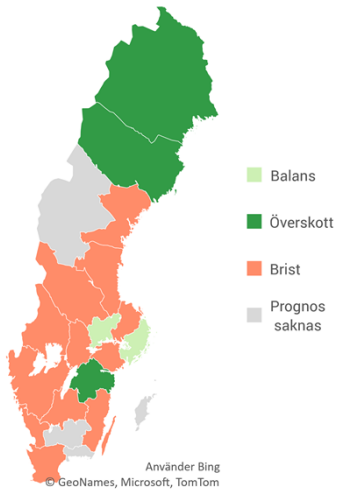 Balans
Överskott
Brist
Prognos
saknas
Använder Bing
© GeoNames, Microsoft, TomTom